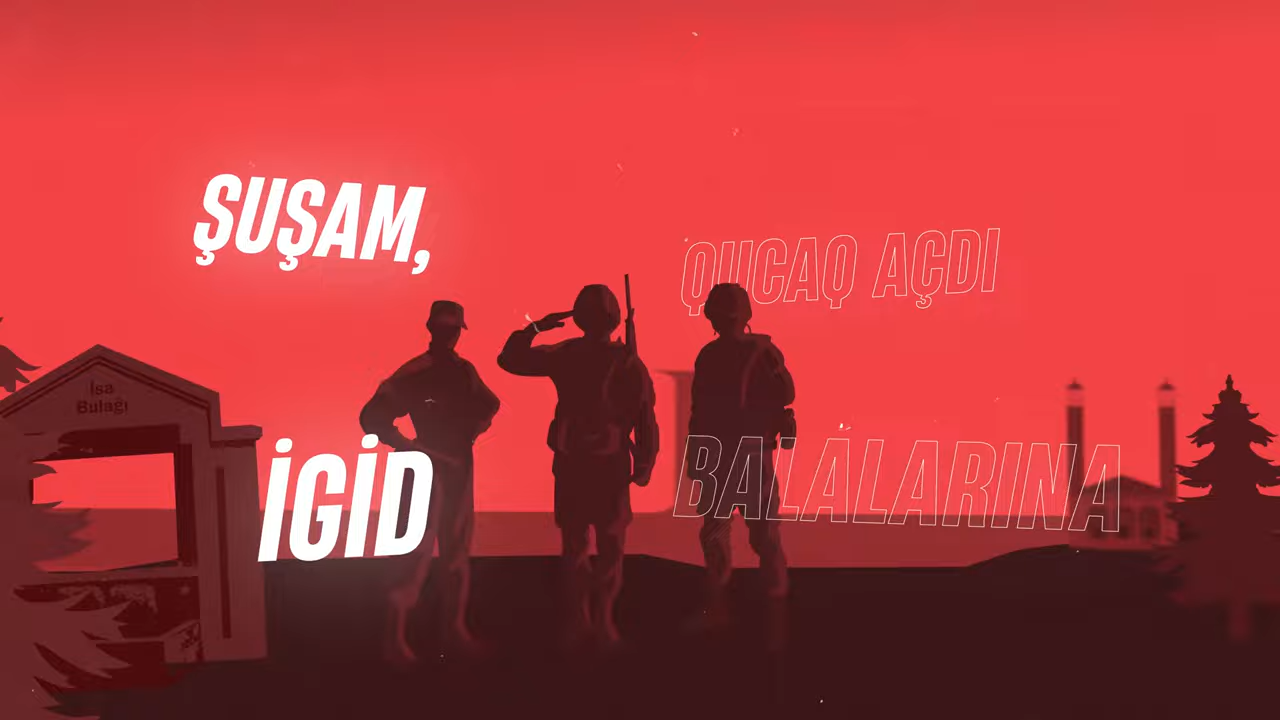 ŞUŞAM,
QUCAQ AÇDI
İGİD
BALALARINA
İsa
Bulağı